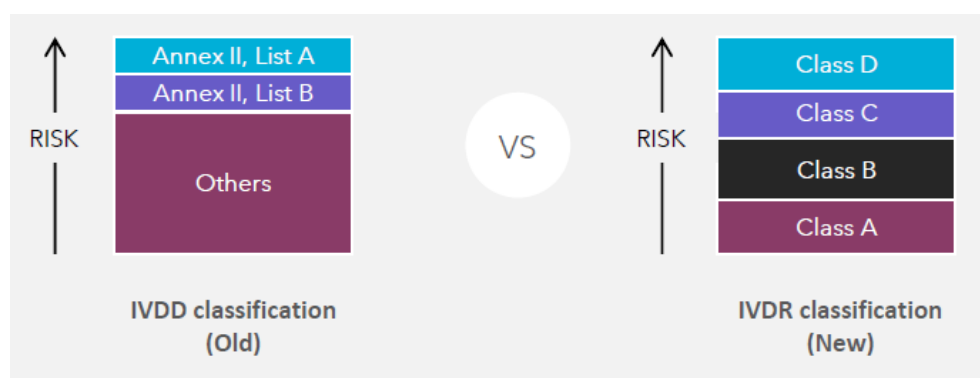 RISK
Annex II, List A
Annex II, List B
Others
IVDD classification
(Old)
VS
RISK
Class D
Class C
Class B
Class A
IVDR classification
(New)